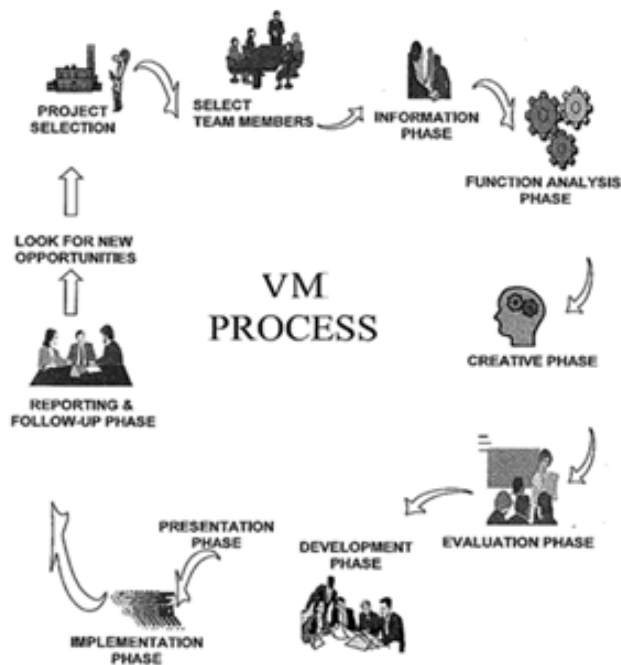 PROJECT
SELECTION
SELECT
TEAM MEMBERS
INFORMATION
PHASE
FUNCTION ANALYSIS
PHASE
LOOK FOR NEW
OPPORTUNITIES
VM
PROCESS
CREATIVE PHASE
REPORTING &
FOLLOW-UP PHASE
EVALUATION PHASE
DEVELOPMENT
PHASE
PRESENTATION
PHASE
IMPLEMENTATION
PHASE